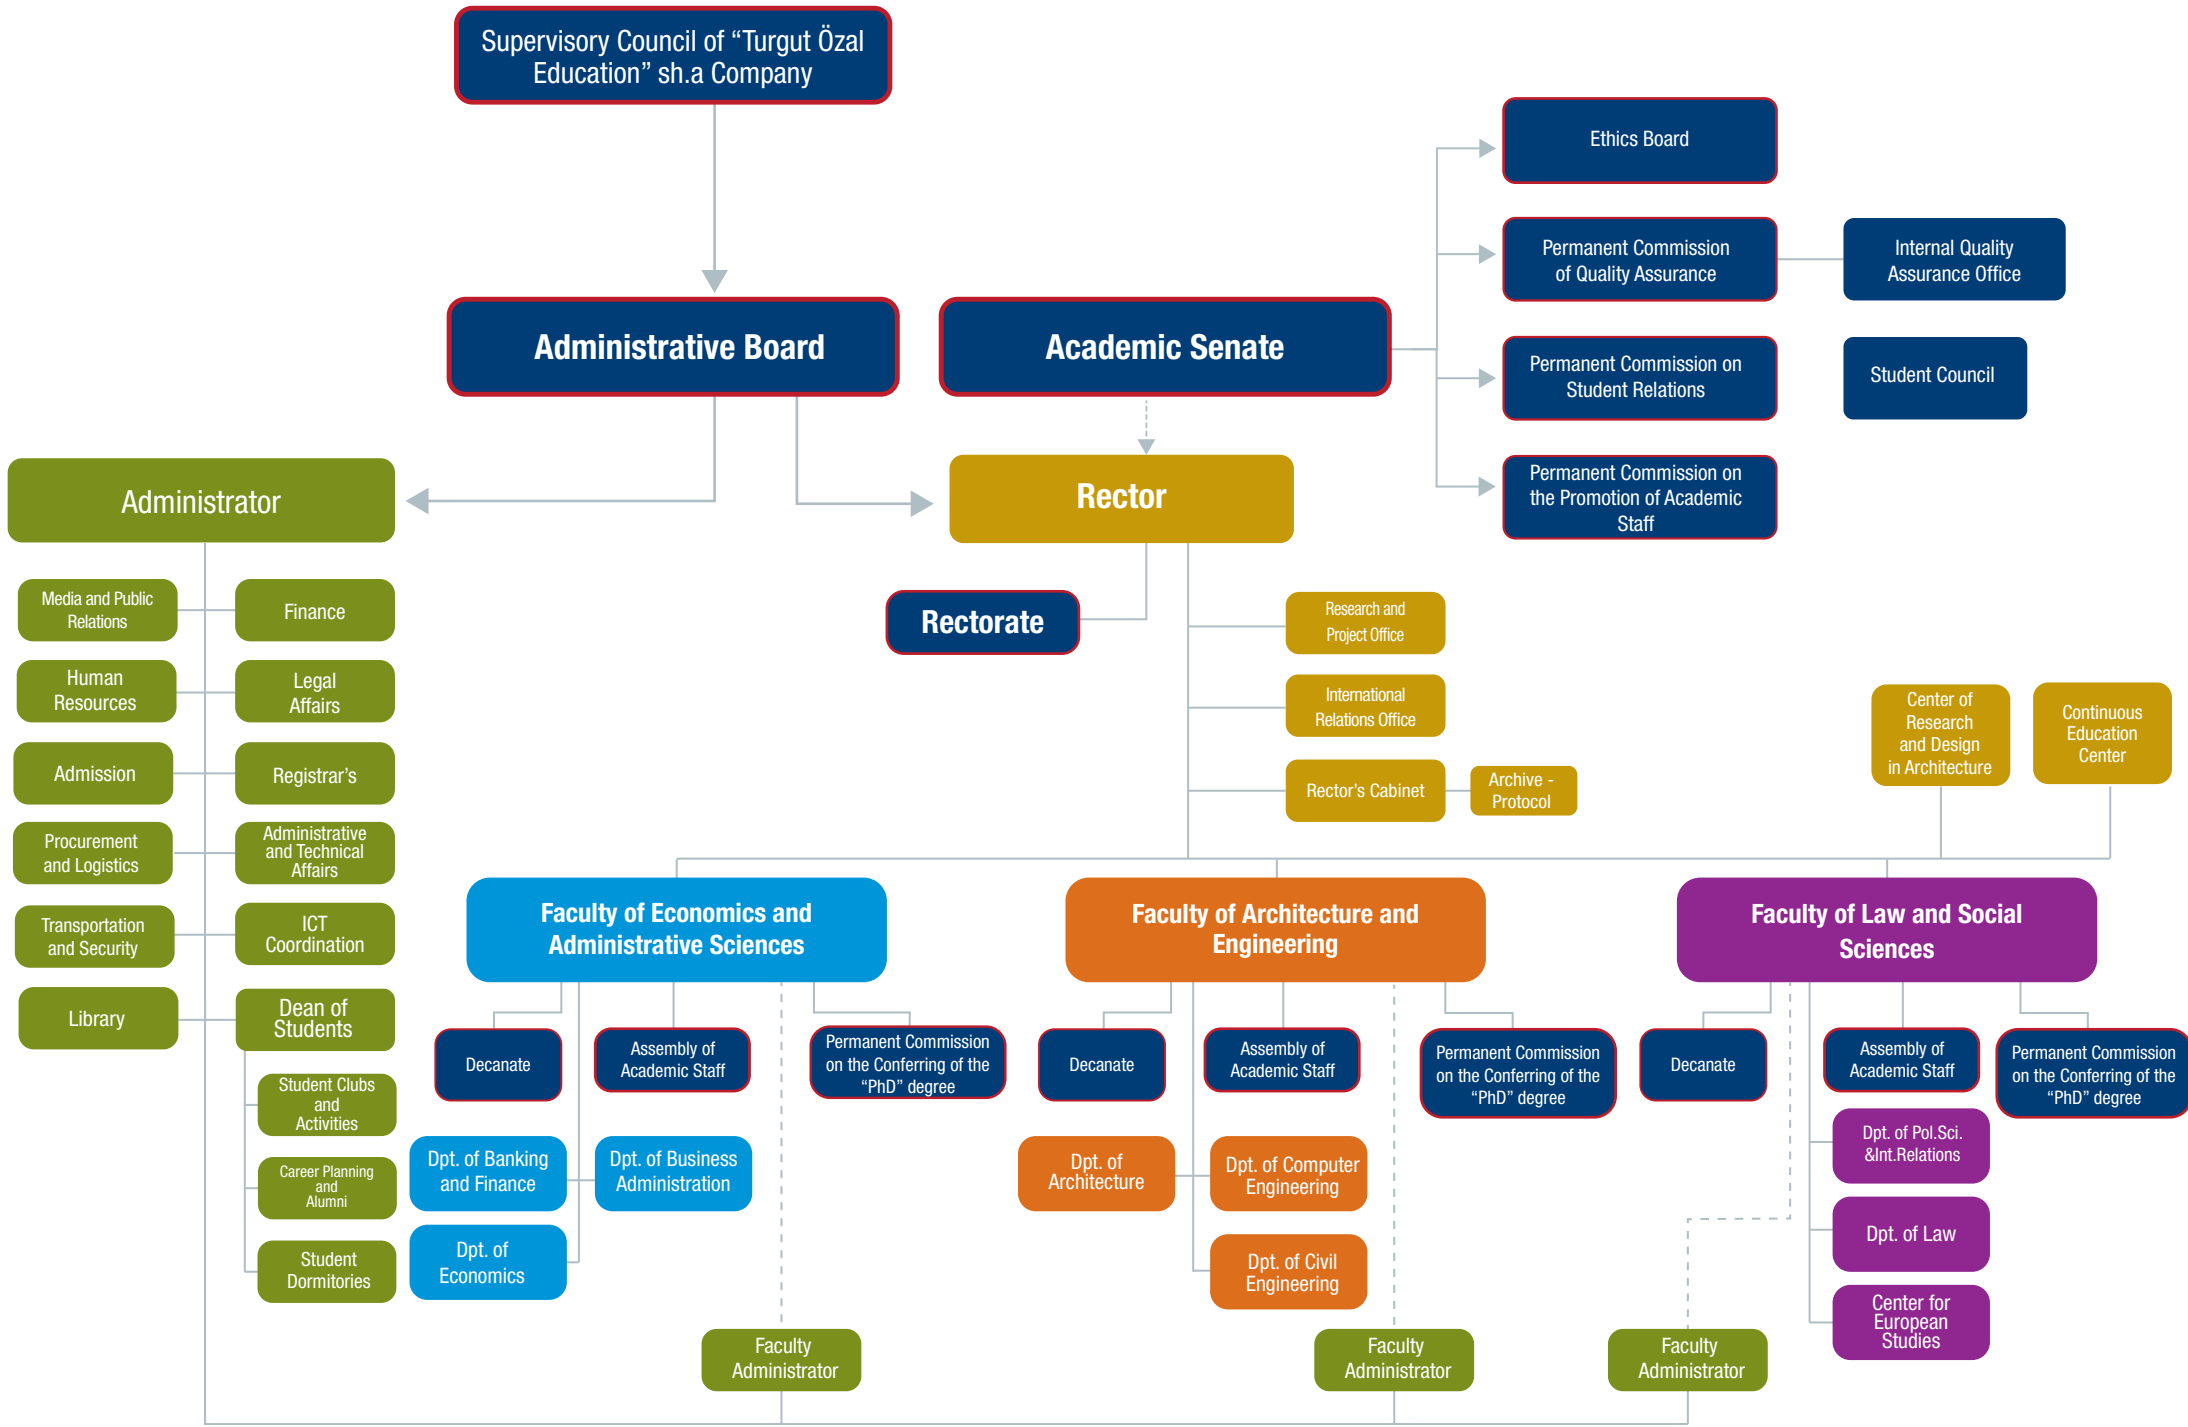 Supervisory Council of “Turgut Özal
Education” sh.a Company
Ethics Board
Permanent Commission
of Quality Assurance
Internal Quality
Assurance Office
Administrative Board
Academic Senate
Permanent Commission on
Student Relations
Student Council
Administrator
Rector
Permanent Commission on
the Promotion of Academic
Staff
Media and Public
Relations
Finance
Rectorate
Research and
Project Office
Human
Resources
Legal
Affairs
International
Relations Office
Center of
Research
and Design
in Architecture
Continuous
Education
Center
Admission
Registrar's
Rector's Cabinet
Archive -
Protocol
Procurement
and Logistics
Administrative
and Technical
Affairs
Transportation
and Security
ICT
Coordination
Faculty of Economics and
Administrative Sciences
Faculty of Architecture and
Engineering
Faculty of Law and Social
Sciences
Library
Dean of
Students
Decanate
Assembly of
Academic Staff
Permanent Commission
on the Conferring of the
“PhD” degree
Decanate
Assembly of
Academic Staff
Permanent Commission
on the Conferring of the
“PhD” degree
Decanate
Assembly of
Academic Staff
Permanent Commission
on the Conferring of the
“PhD” degree
Student Clubs
and
Activities
Career Planning
and
Alumni
Student
Dormitories
Dpt. of Banking
and Finance
Dpt. of Business
Administration
Dpt. of
Economics
Dpt. of
Architecture
Dpt. of Computer
Engineering
Dpt. of Civil
Engineering
Dpt. of Pol.Sci.
&Int.Relations
Dpt. of Law
Center for
European
Studies
Faculty
Administrator
Faculty
Administrator
Faculty
Administrator